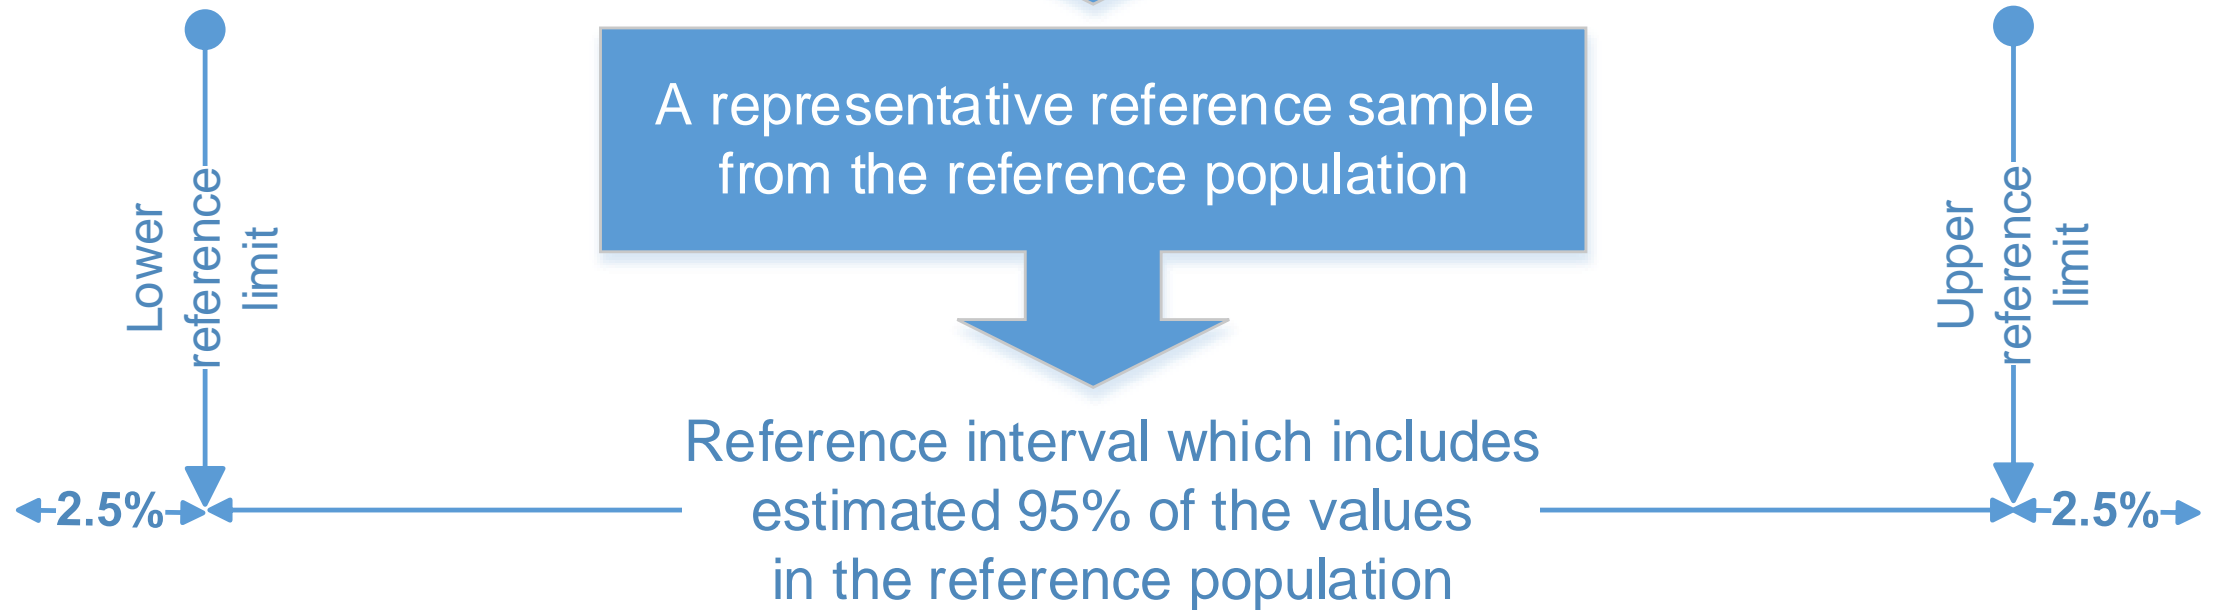 A representative reference sample
from the reference population
Lower
reference
limit
Upper
reference
limit
Reference interval which includes
2.5%
estimated 95% of the values
2.5%
in the reference population